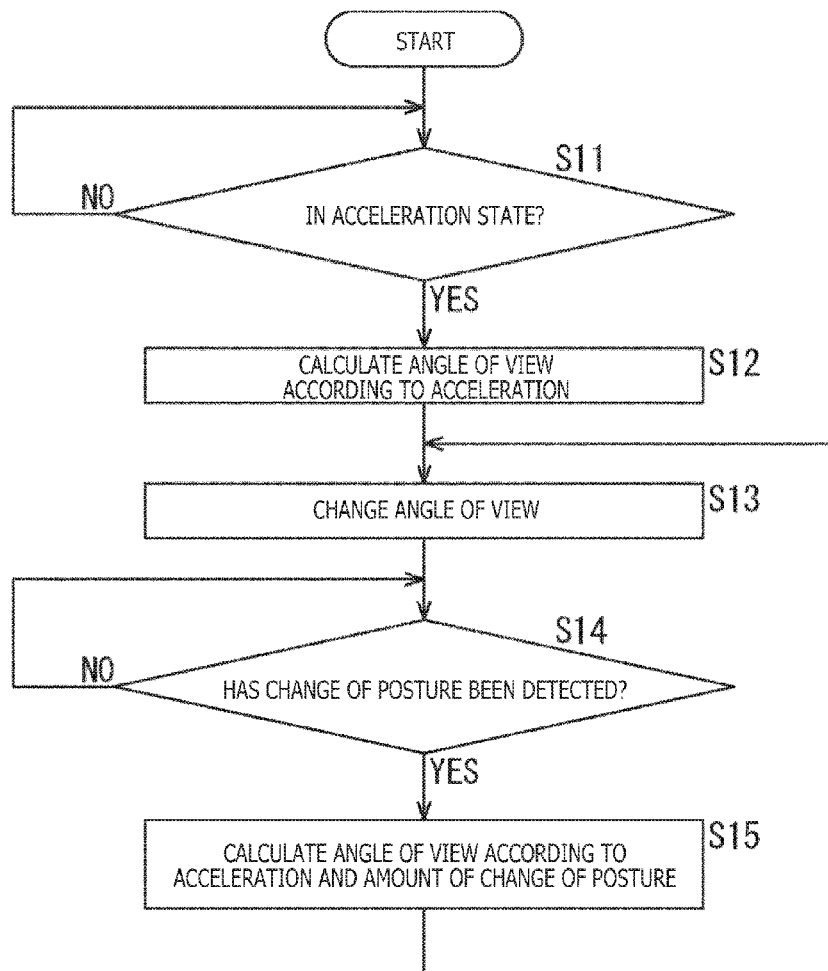 START
S11
NO
IN ACCELERATION STATE?
YES
CALCULATE ANGLE OF VIEW
ACCORDING TO ACCELERATION
S12
CHANGE ANGLE OF VIEW
S13
S14
NO
HAS CHANGE OF POSTURE BEEN DETECTED?
YES
CALCULATE ANGLE OF VIEW ACCORDING TO
ACCELERATION AND AMOUNT OF CHANGE OF POSTURE
S15